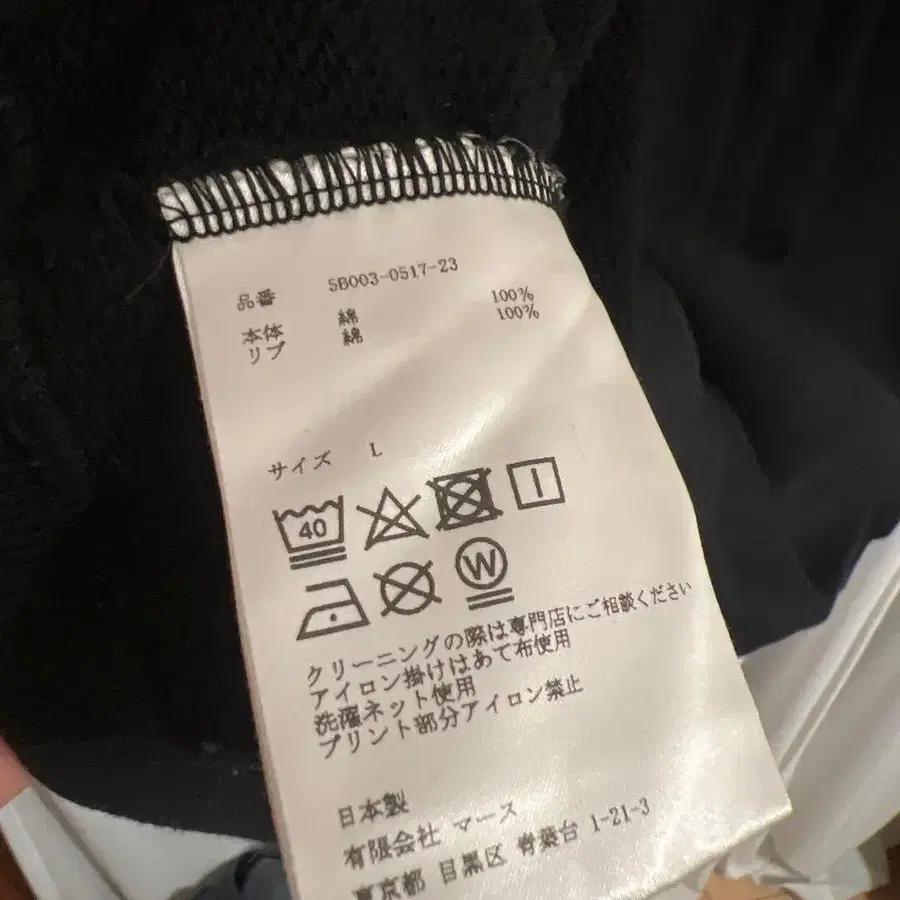 品番 5B003-0517-23
本体 綿 100%
リブ 綿 100%
サイズ L
40
W
クリーニングの際は専門店にご相談ください
アイロン掛けはあて布使用
洗濯ネット使用
プリント部分アイロン禁止
日本製
有限会社 マース
東京都 目黒区 青葉台 1-21-3